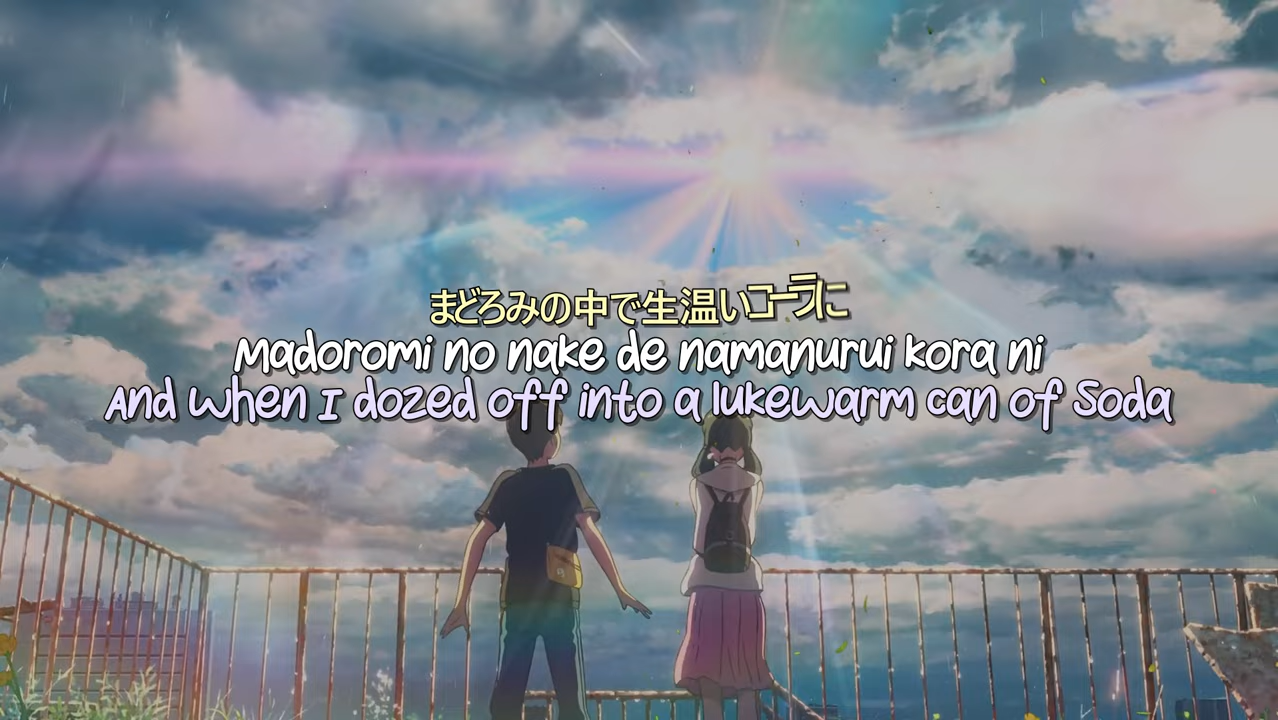 まどろみの中で生温いコーラに
Madoromi no nake de namanurui kora ni
And when I dozed off into a lukewarm can of Soda